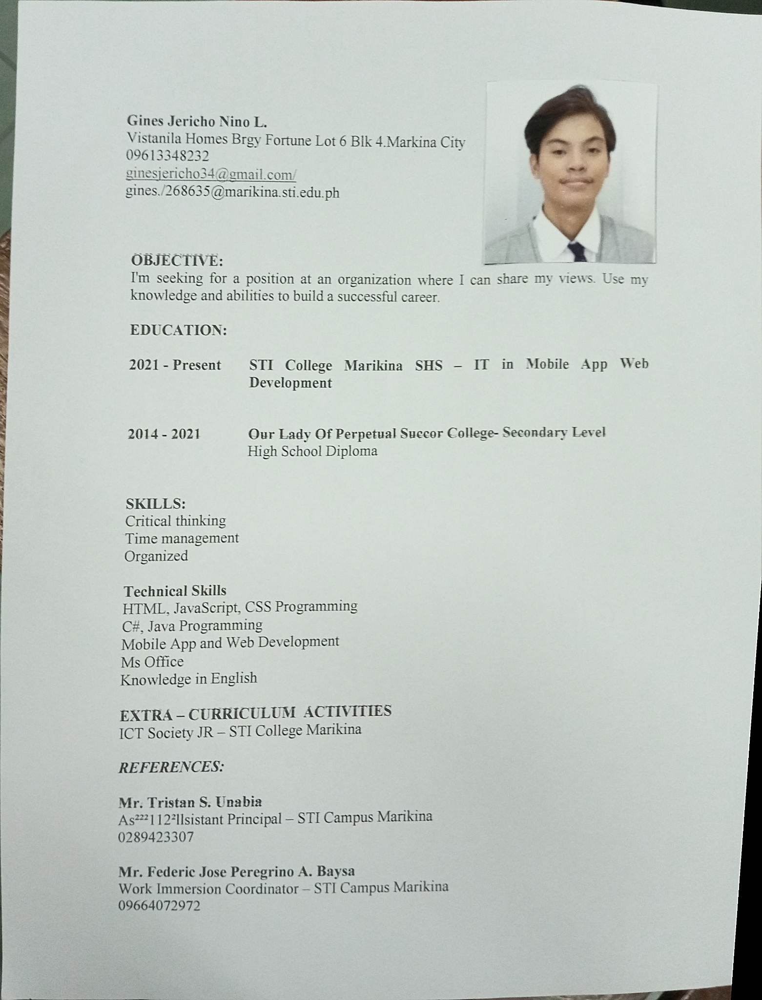 Gines Jericho Nino L.
Vistanila Homes Brgy Fortune Lot 6 Blk 4.Markina City
09613348232
ginesjericho34@gmail.com/
gines./268635@marikina.sti.edu.ph
OBJECTIVE:
I'm seeking for a position at an organization where I can share my views. Use my
knowledge and abilities to build a successful career.
EDUCATION:
2021 - Present STI College Marikina SHS – IT in Mobile App Web
Development
2014 - 2021 Our Lady Of Perpetual Succor College- Secondary Level
High School Diploma
SKILLS:
Critical thinking
Time management
Organized
Technical Skills
HTML, JavaScript, CSS Programming
C#, Java Programming
Mobile App and Web Development
Ms Office
Knowledge in English
EXTRA – CURRICULUM ACTIVITIES
ICT Society JR – STI College Marikina
REFERENCES:
Mr. Tristan S. Unabia
As²²²112²llsistant Principal – STI Campus Marikina
0289423307
Mr. Federic Jose Peregrino A. Baysa
Work Immersion Coordinator – STI Campus Marikina
09664072972